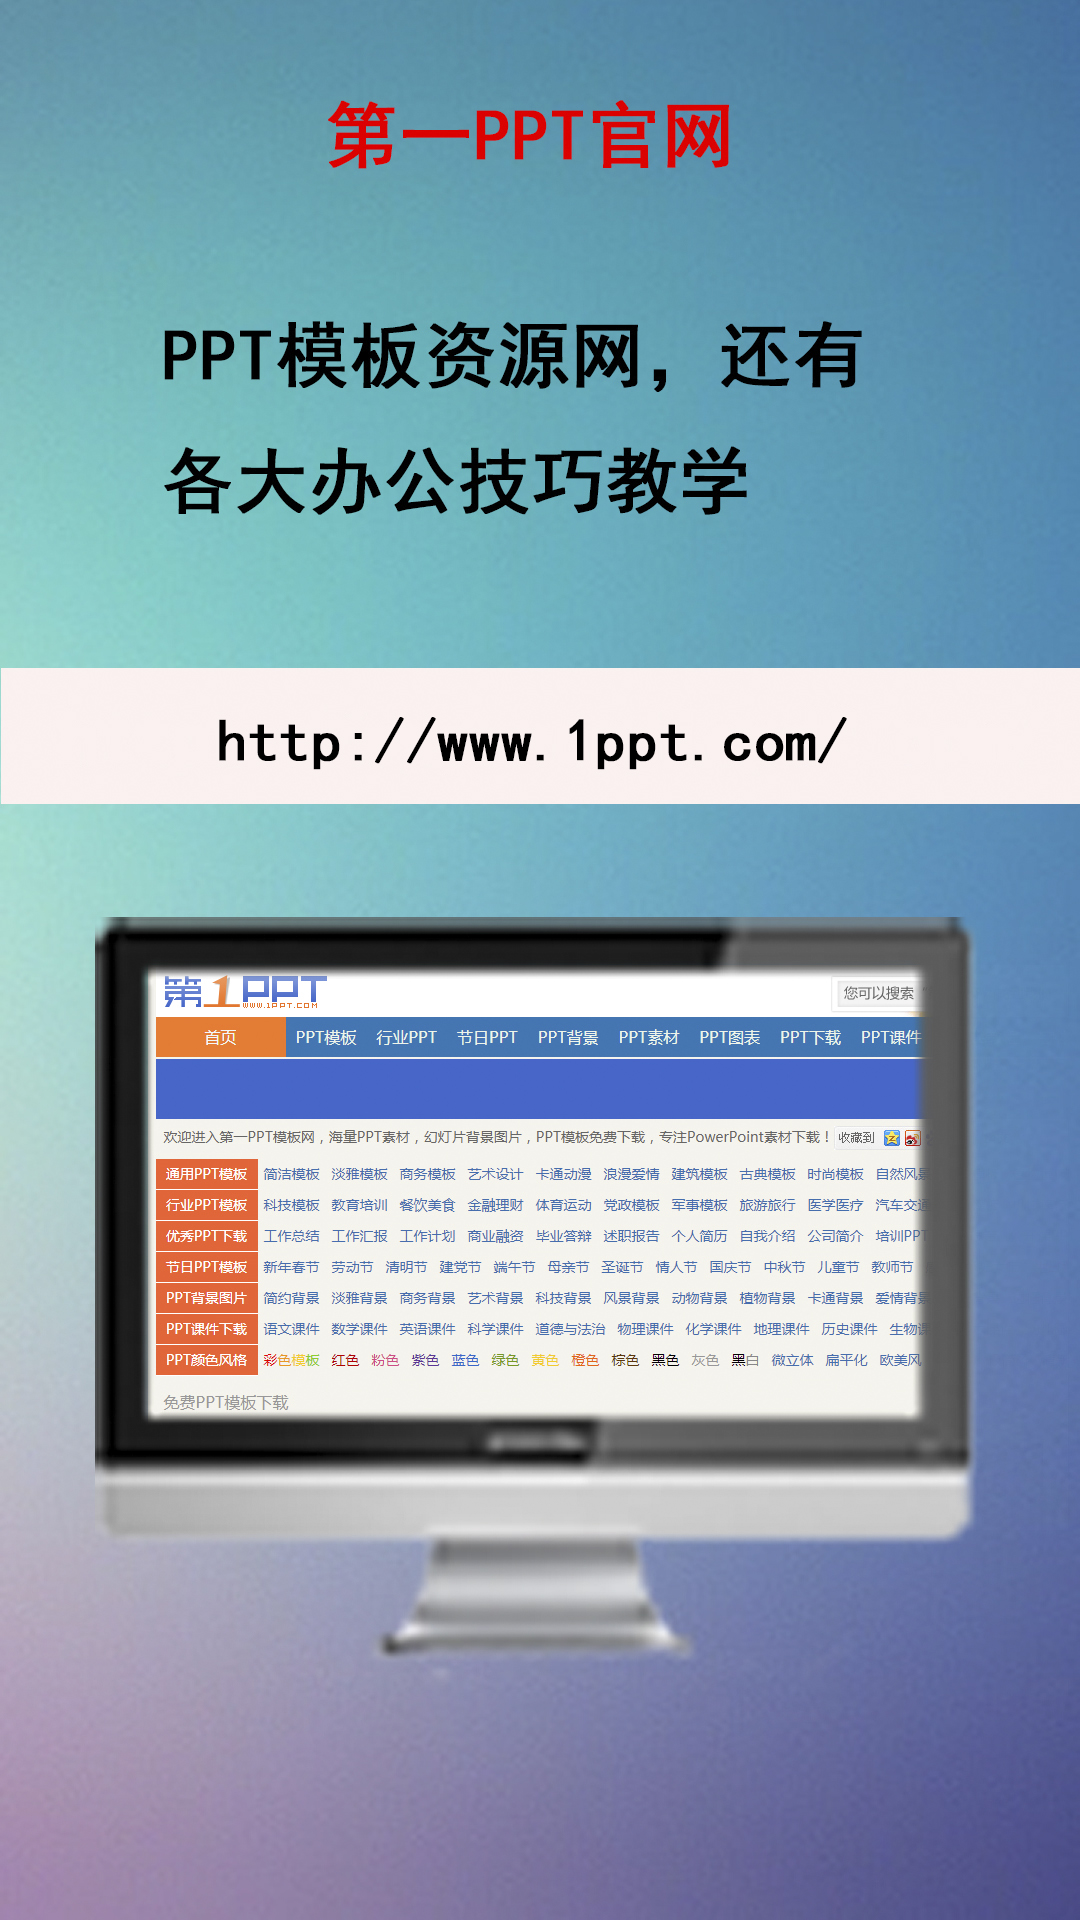 第一PPT官网
PPT模板资源网，还有
各大办公技巧教学
http://www.1ppt.com/
第1PPT
WWW.1PPT.COM
您可以搜索
首页 PPT模板 行业PPT 节日PPT PPT背景 PPT素材 PPT图表 PPT下载 PPT课件
欢迎进入第一PPT模板网，海量PPT素材，幻灯片背景图片，PPT模板免费下载，专注PowerPoint素材下载！ 收藏到
通用PPT模板 简洁模板 淡雅模板 商务模板 艺术设计 卡通动漫 浪漫爱情 建筑模板 古典模板 时尚模板 自然风景
行业PPT模板 科技模板 教育培训 餐饮美食 金融理财 体育运动 党政模板 军事模板 旅游旅行 医学医疗 汽车交通
优秀PPT下载 工作总结 工作汇报 工作计划 商业融资 毕业答辩 述职报告 个人简历 自我介绍 公司简介 培训PPT
节日PPT模板 新年春节 劳动节 清明节 建党节 端午节 母亲节 圣诞节 情人节 国庆节 中秋节 儿童节 教师节
PPT背景图片 简约背景 淡雅背景 商务背景 艺术背景 科技背景 风景背景 动物背景 植物背景 卡通背景 爱情背景
PPT课件下载 语文课件 数学课件 英语课件 科学课件 道德与法治 物理课件 化学课件 地理课件 历史课件 生物课
PPT颜色风格 彩色模板 红色 粉色 紫色 蓝色 绿色 黄色 橙色 棕色 黑色 灰色 黑白 微立体 扁平化 欧美风
免费PPT模板下载